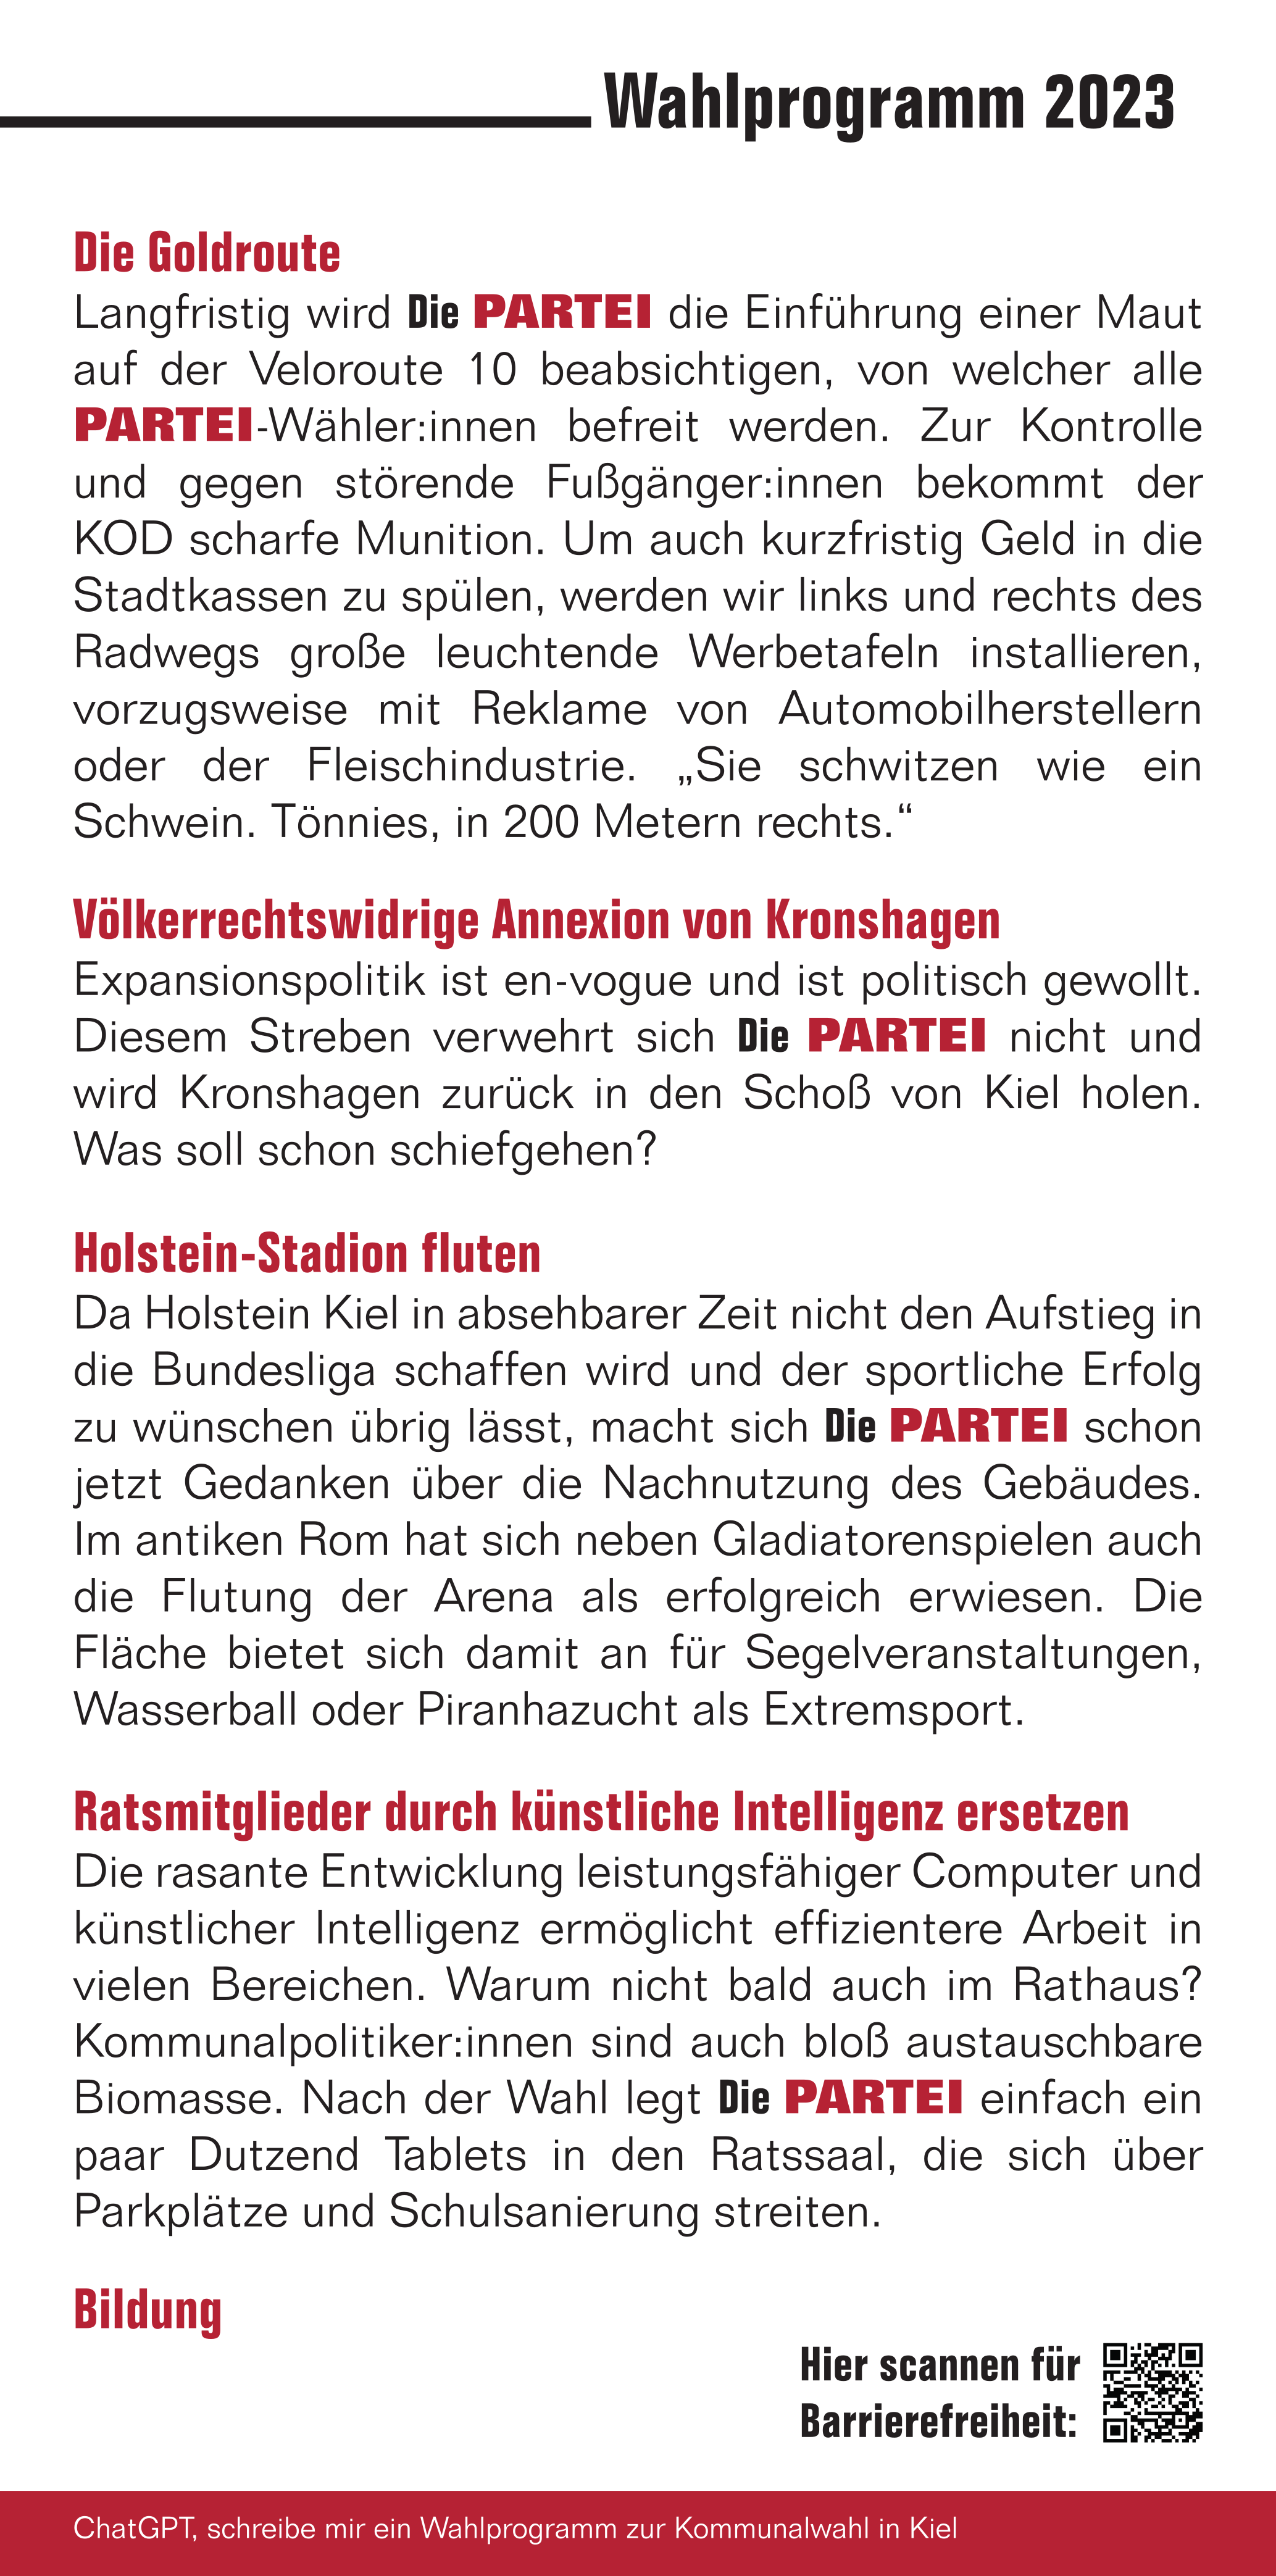 Wahlprogramm 2023
Die Goldroute
Langfristig wird Die PARTEI die Einführung einer Maut
auf der Veloroute 10 beabsichtigen, von welcher alle
PARTEI-Wähler:innen befreit werden. Zur Kontrolle
und gegen störende Fußgänger:innen bekommt der
KOD scharfe Munition. Um auch kurzfristig Geld in die
Stadtkassen zu spülen, werden wir links und rechts des
Radwegs große leuchtende Werbetafeln installieren,
vorzugsweise mit Reklame von Automobilherstellern
oder der Fleischindustrie. „Sie schwitzen wie ein
Schwein. Tönnies, in 200 Metern rechts.“
Völkerrechtswidrige Annexion von Kronshagen
Expansionspolitik ist en-vogue und ist politisch gewollt.
Diesem Streben verwehrt sich Die PARTEI nicht und
wird Kronshagen zurück in den Schoß von Kiel holen.
Was soll schon schiefgehen?
Holstein-Stadion fluten
Da Holstein Kiel in absehbarer Zeit nicht den Aufstieg in
die Bundesliga schaffen wird und der sportliche Erfolg
zu wünschen übrig lässt, macht sich Die PARTEI schon
jetzt Gedanken über die Nachnutzung des Gebäudes.
Im antiken Rom hat sich neben Gladiatorenspielen auch
die Flutung der Arena als erfolgreich erwiesen. Die
Fläche bietet sich damit an für Segelveranstaltungen,
Wasserball oder Piranhazucht als Extremsport.
Ratsmitglieder durch künstliche Intelligenz ersetzen
Die rasante Entwicklung leistungsfähiger Computer und
künstlicher Intelligenz ermöglicht effizientere Arbeit in
vielen Bereichen. Warum nicht bald auch im Rathaus?
Kommunalpolitiker:innen sind auch bloß austauschbare
Biomasse. Nach der Wahl legt Die PARTEI einfach ein
paar Dutzend Tablets in den Ratssaal, die sich über
Parkplätze und Schulsanierung streiten.
Bildung
Hier scannen für
Barrierefreiheit:
ChatGPT, schreibe mir ein Wahlprogramm zur Kommunalwahl in Kiel